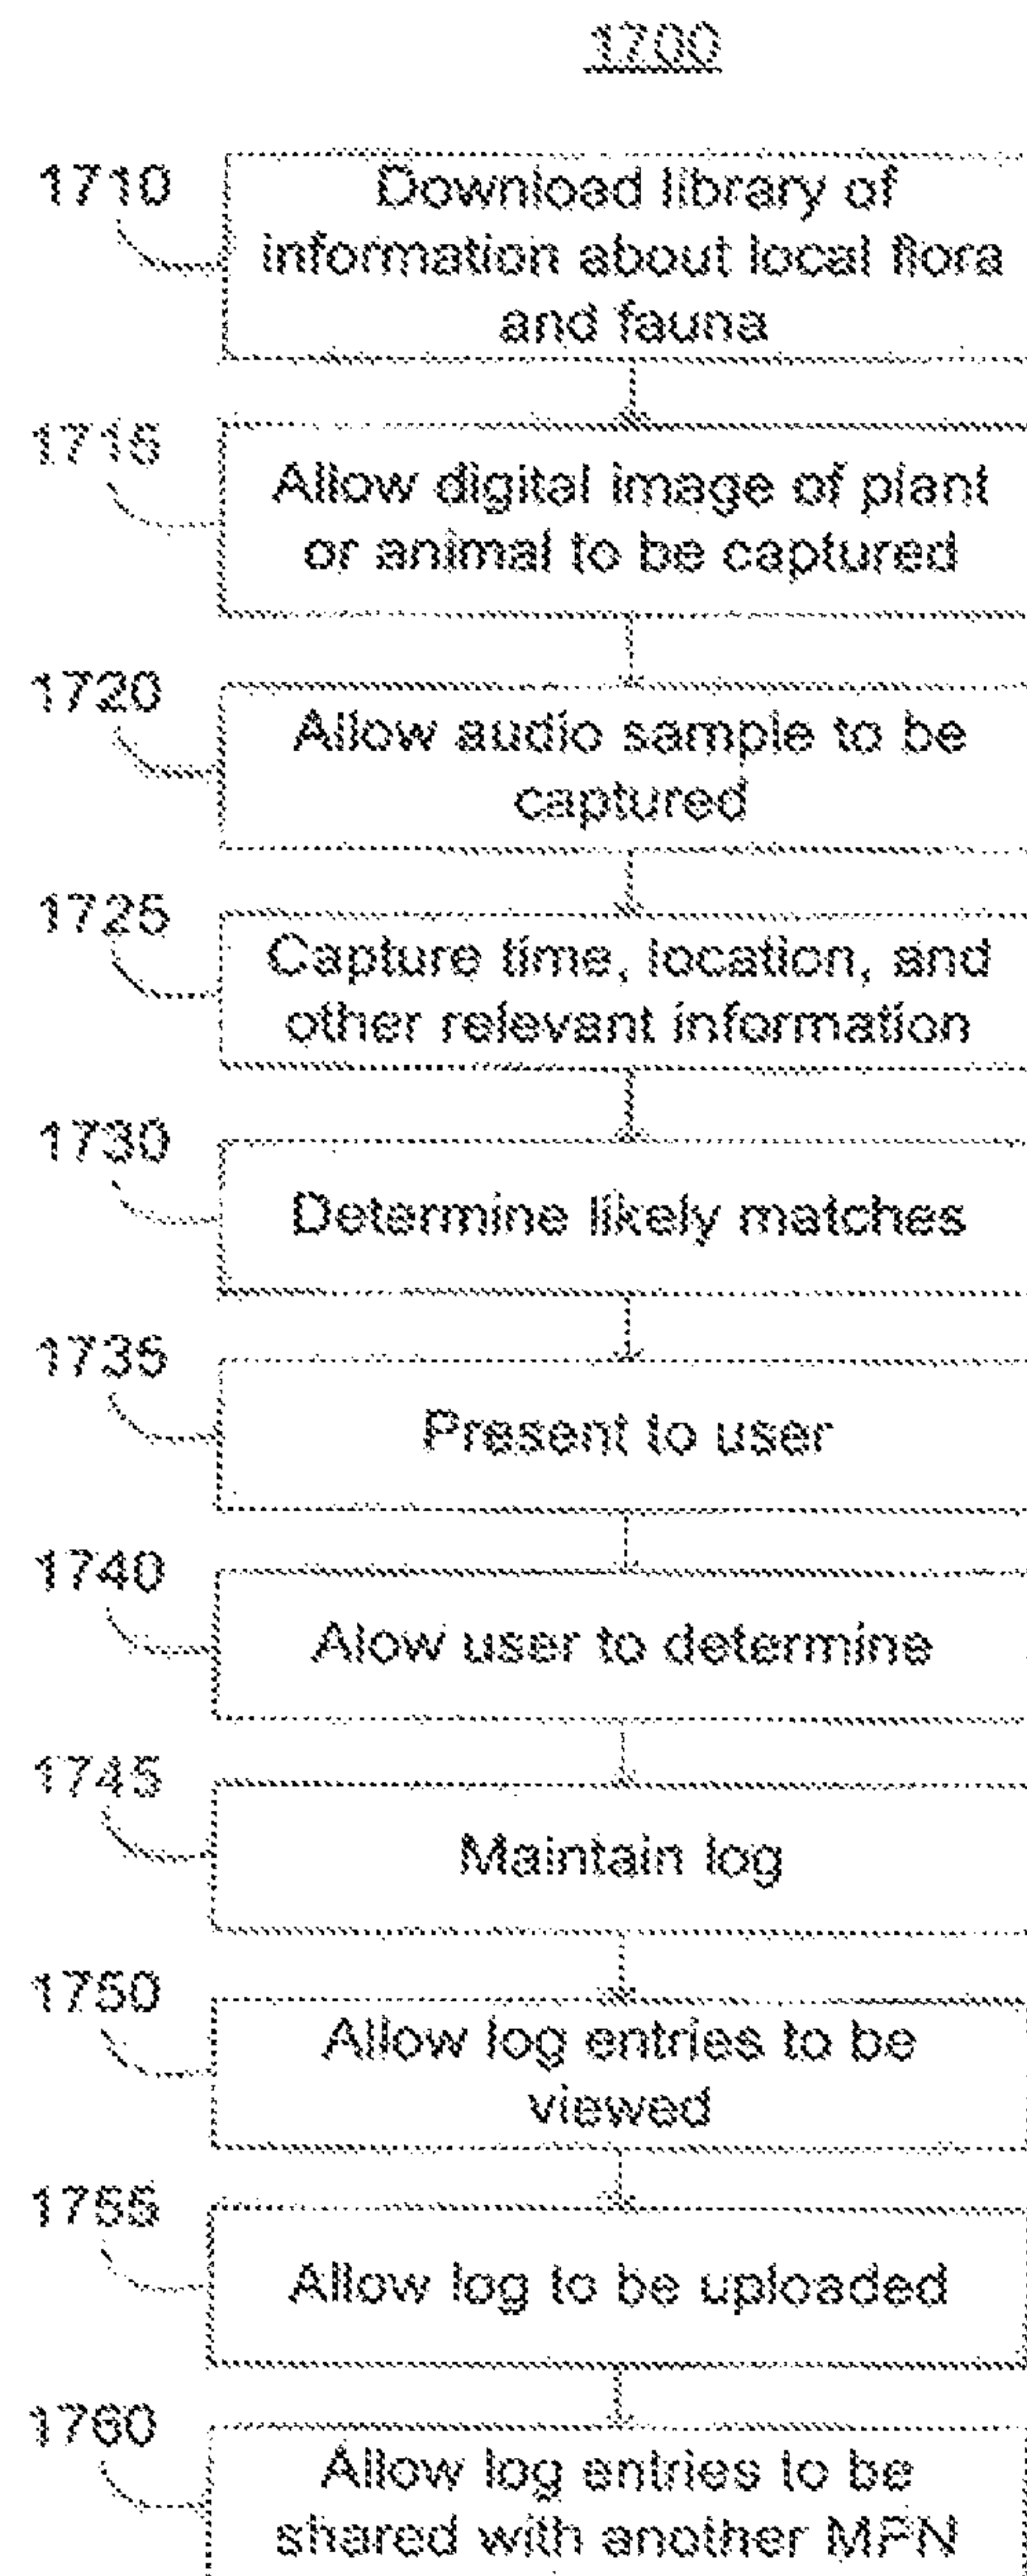 1700
1710
Download library of
information about local flora
and fauna
1715
Allow digital image of plant
or animal to be captured
1720
Allow audio sample to be
captured
1725
Capture time, location, and
other relevant information
1730
Determine likely matches
1735
Present to user
1740
Alow user to determine
1745
Maintain log
1750
Allow log entries to be
viewed
1755
Allow log to be uploaded
1760
Allow log entries to be
shared with another MPN